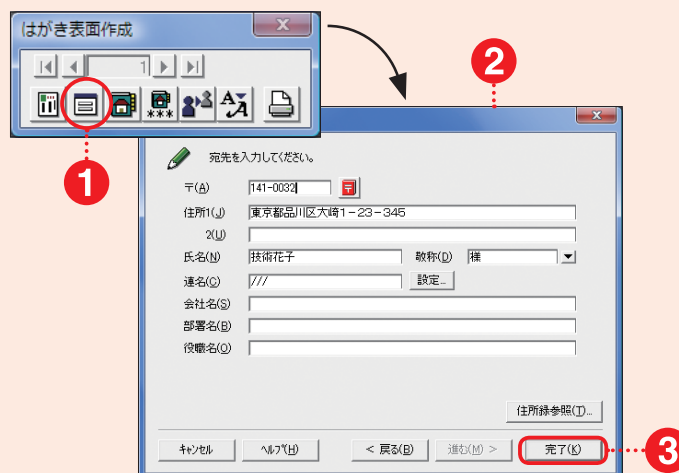 はがき表面作成
1
***
A
1
2
宛先を入力してください。
〒(A) 141-0032
住所1(J) 東京都品川区大崎1-23-345
2(U)
氏名(N) 技術花子 敬称(D) 様
連名(C) /// 設定...
会社名(S)
部署名(B)
役職名(O)
住所録参照(T)...
キャンセル ヘルプ(H) < 戻る(B) 進む(M) > 完了(K)
3